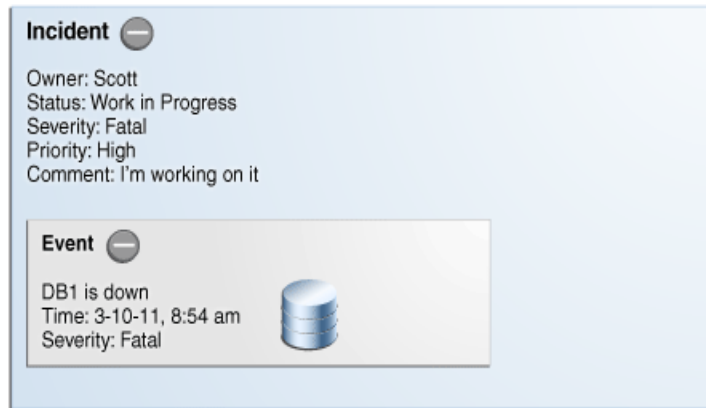 Incident
Owner: Scott
Status: Work in Progress
Severity: Fatal
Priority: High
Comment: I'm working on it
Event
DB1 is down
Time: 3-10-11, 8:54 am
Severity: Fatal